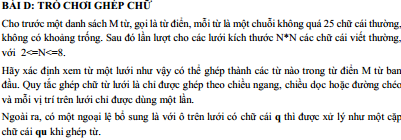 BÀI D: TRÒ CHƠI GHÉP CHỮ
Cho trước một danh sách M từ, gọi là từ điển, mỗi từ là một chuỗi không quá 25 chữ cái thường,
không có khoảng trống. Sau đó lần lượt cho các lưới kích thước N*N các chữ cái viết thường,
với 2<=N<=8.
Hãy xác định xem từ một lưới như vậy có thể ghép thành các từ nào trong từ điển M từ ban
đầu. Quy tắc ghép chữ từ lưới là chỉ được ghép theo chiều ngang, chiều dọc hoặc đường chéo
và mỗi vị trí trên lưới chỉ được dùng một lần.
Ngoài ra, có một ngoại lệ bổ sung là với ô trên lưới có chữ cái q thì được xử lý như một cặp
chữ cái qu khi ghép từ.